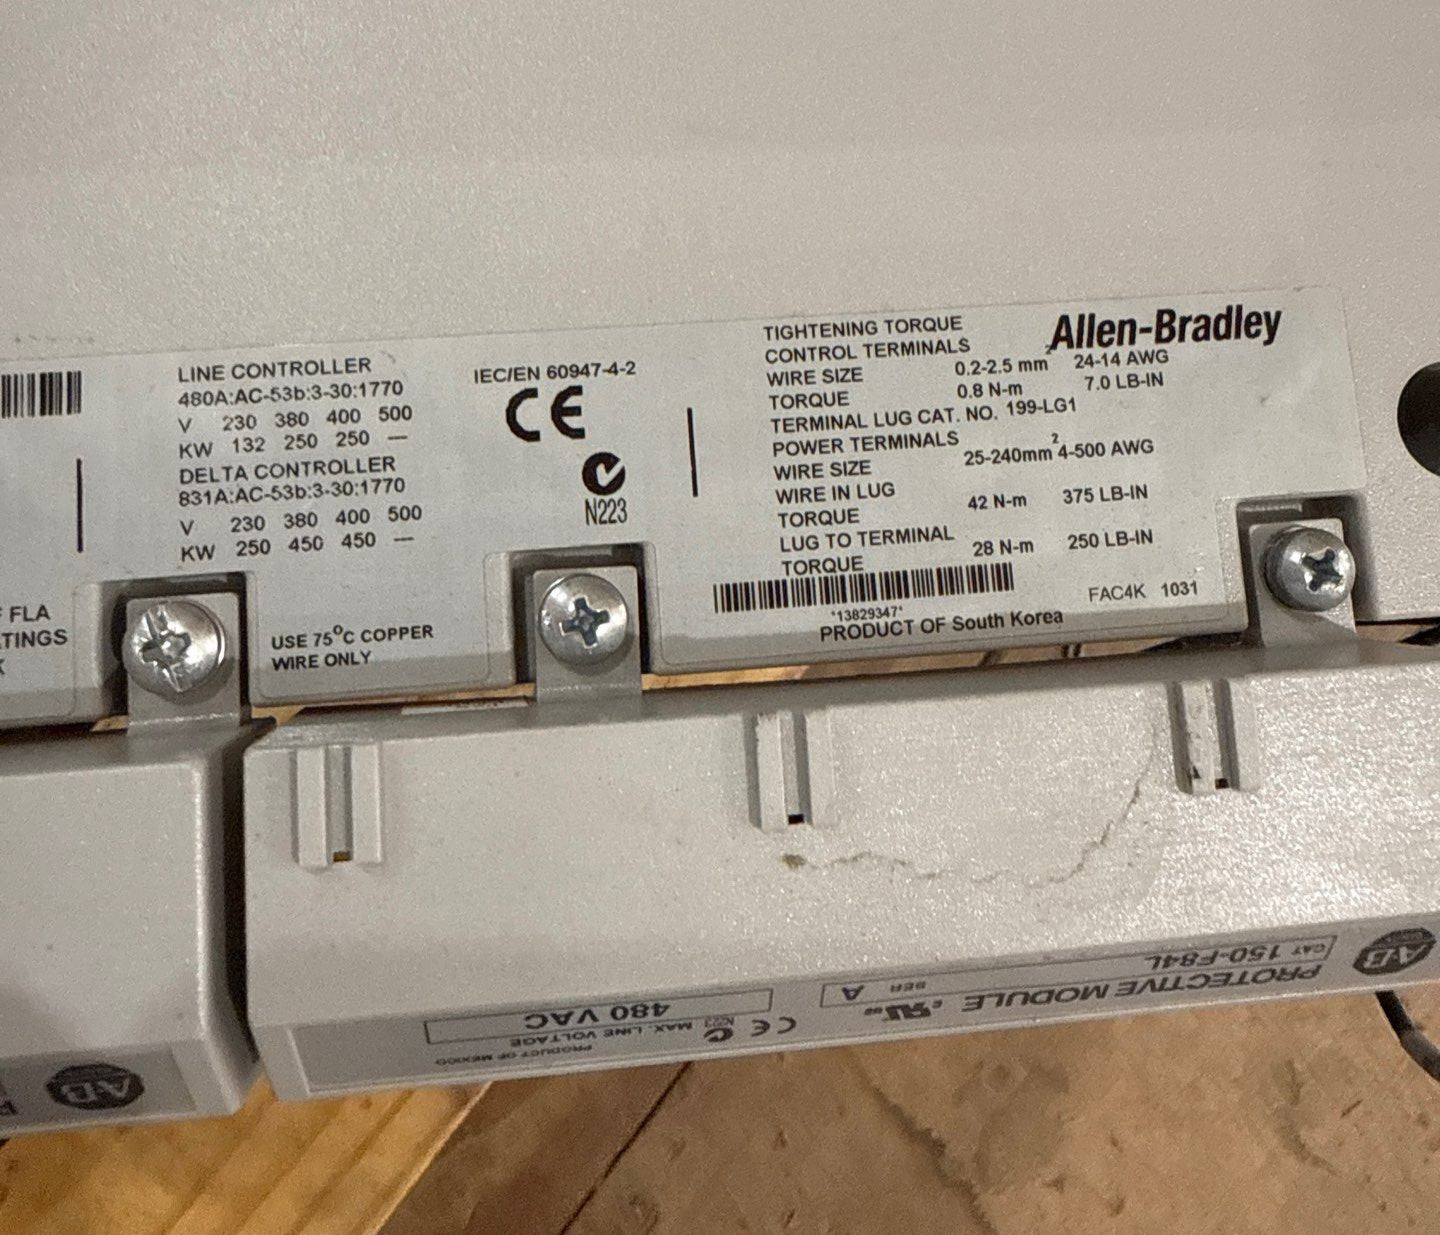 LINE CONTROLLER
480A:AC-53b:3-30:1770
V 230 380 400 500
KW 132 250 250 —
DELTA CONTROLLER
831A:AC-53b:3-30:1770
V 230 380 400 500
KW 250 450 450 —
FLA
USE 75°C COPPER
WIRE ONLY
IEC/EN 60947-4-2
CE
N223
Allen-Bradley
TIGHTENING TORQUE
CONTROL TERMINALS
WIRE SIZE 0.2-2.5 mm² 24-14 AWG
TORQUE 0.8 N-m 7.0 LB-IN
TERMINAL LUG CAT. NO. 199-LG1
POWER TERMINALS
WIRE SIZE 25-240mm² 4-500 AWG
WIRE IN LUG
TORQUE 42 N-m 375 LB-IN
LUG TO TERMINAL
TORQUE 28 N-m 250 LB-IN
*13829347*
FAC4K 1031
PRODUCT OF South Korea
AB
PROTECTIVE MODULE
CAT 150-F84L
SER A
CE
N223
MAX. LINE VOLTAGE
480 VAC
PRODUCT OF MEXICO
AB